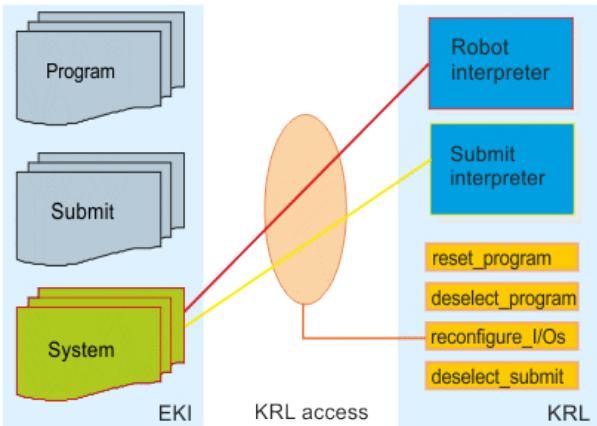 Program
Submit
System
EKI
KRL access
Robot
interpreter
Submit
interpreter
reset_program
deselect_program
reconfigure_I/Os
deselect_submit
KRL